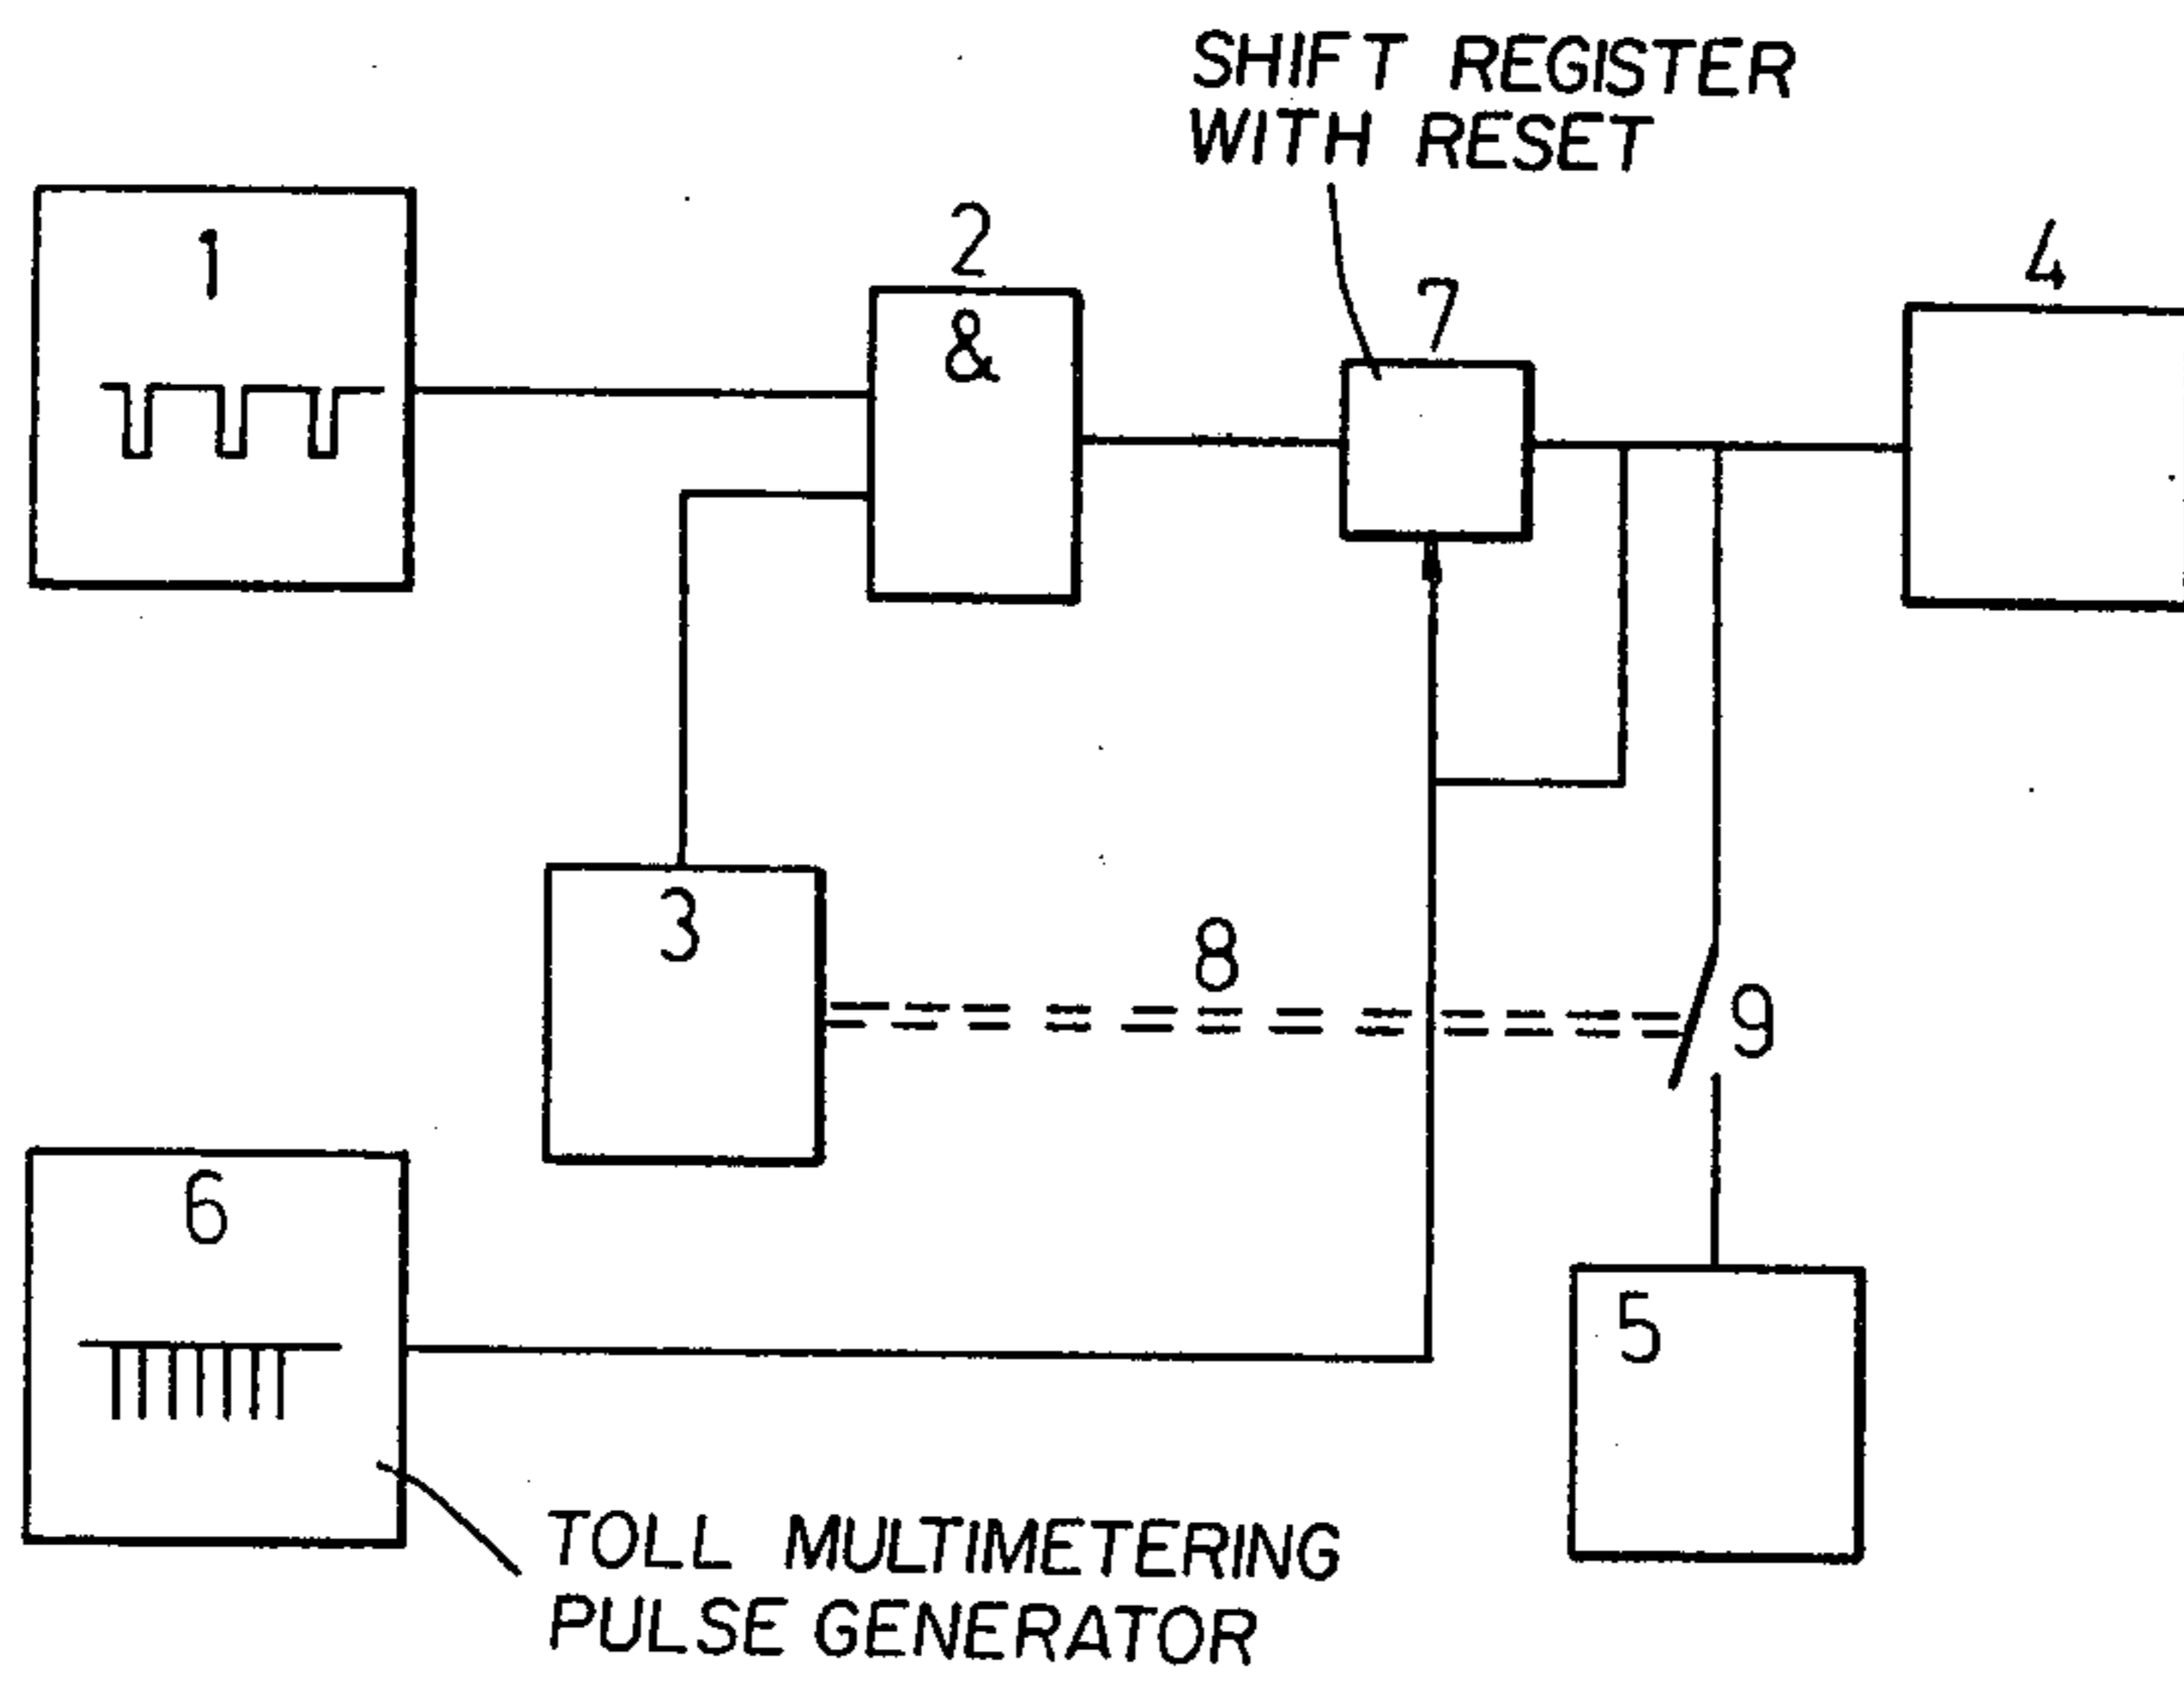 SHIFT REGISTER
WITH RESET
1
2
&
7
4
3
8
9
6
5
TOLL MULTIMETERING
PULSE GENERATOR